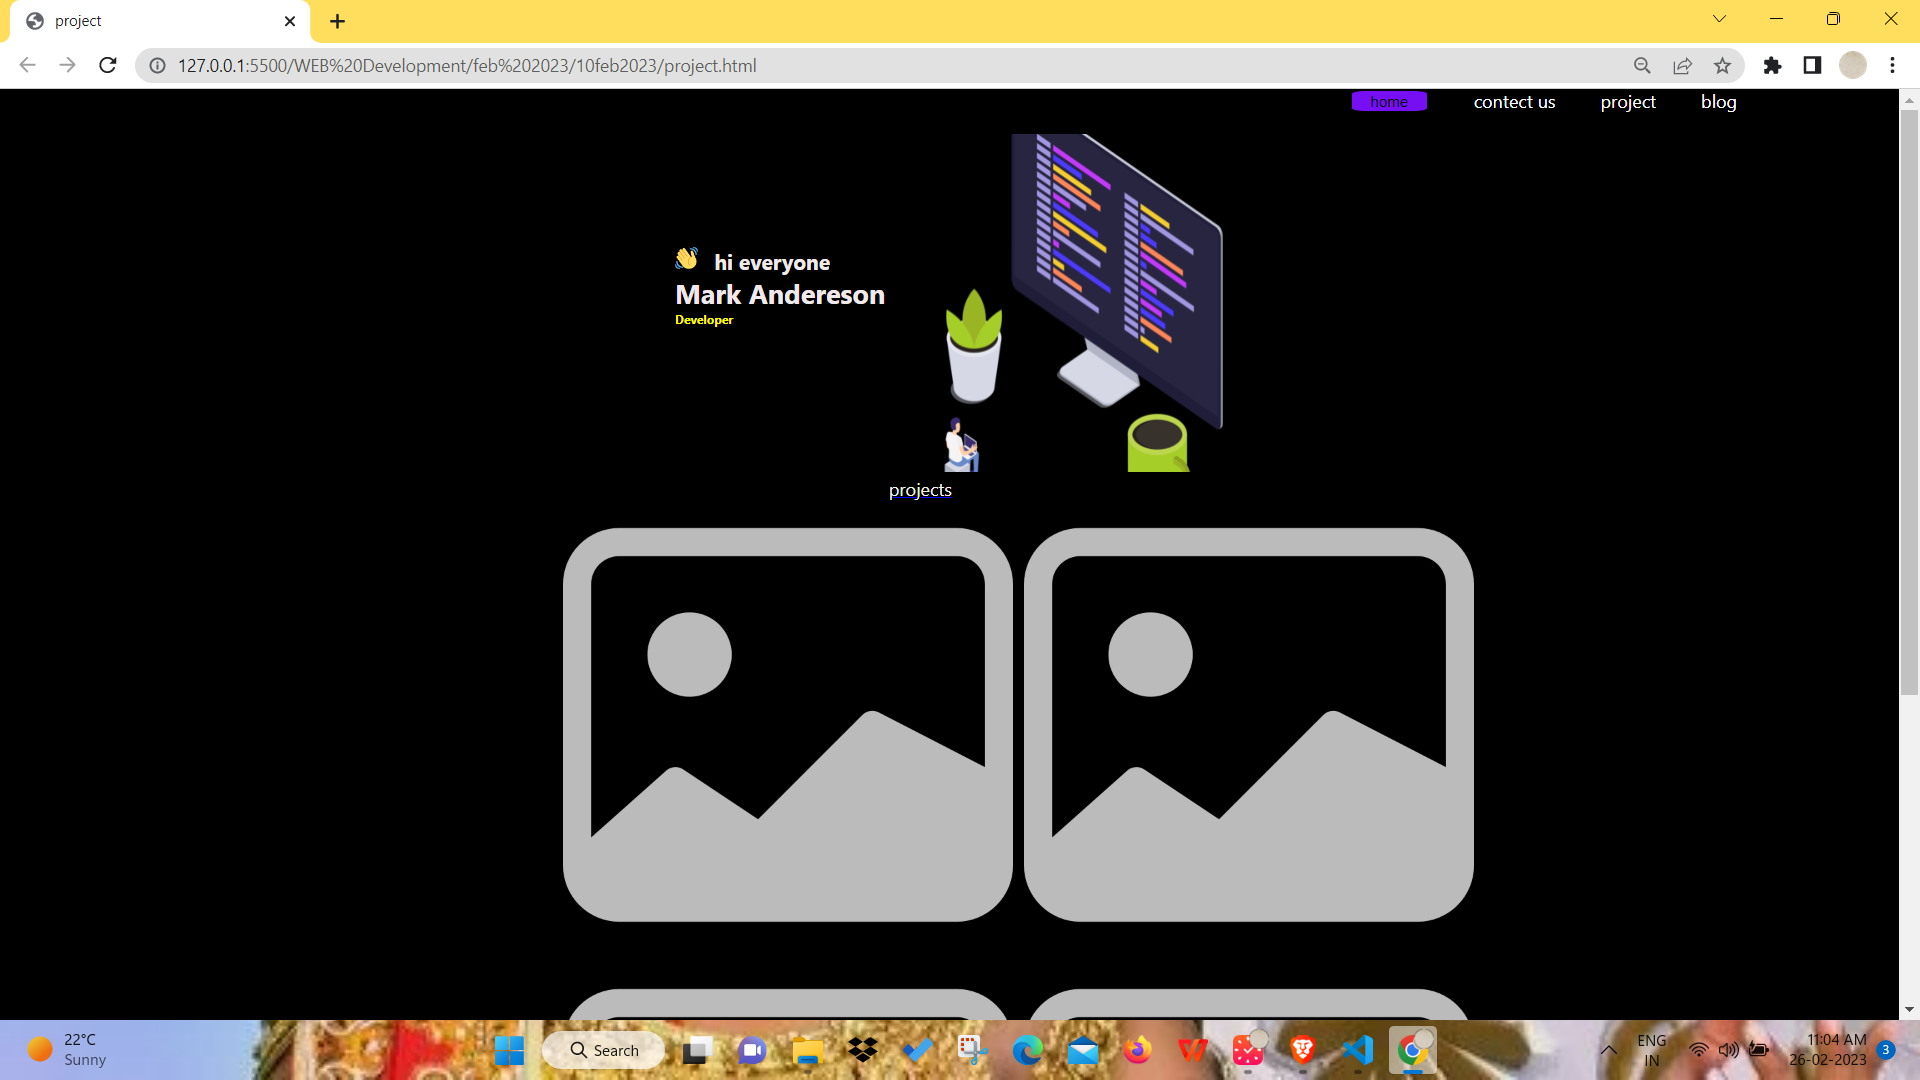 project
127.0.0.1:5500/WEB%20Development/feb%202023/10feb2023/project.html
home contect us project blog
hi everyone
Mark Andereson
Developer
projects
22°C
Sunny
Search
ENG
IN
11:04 AM
26-02-2023
3